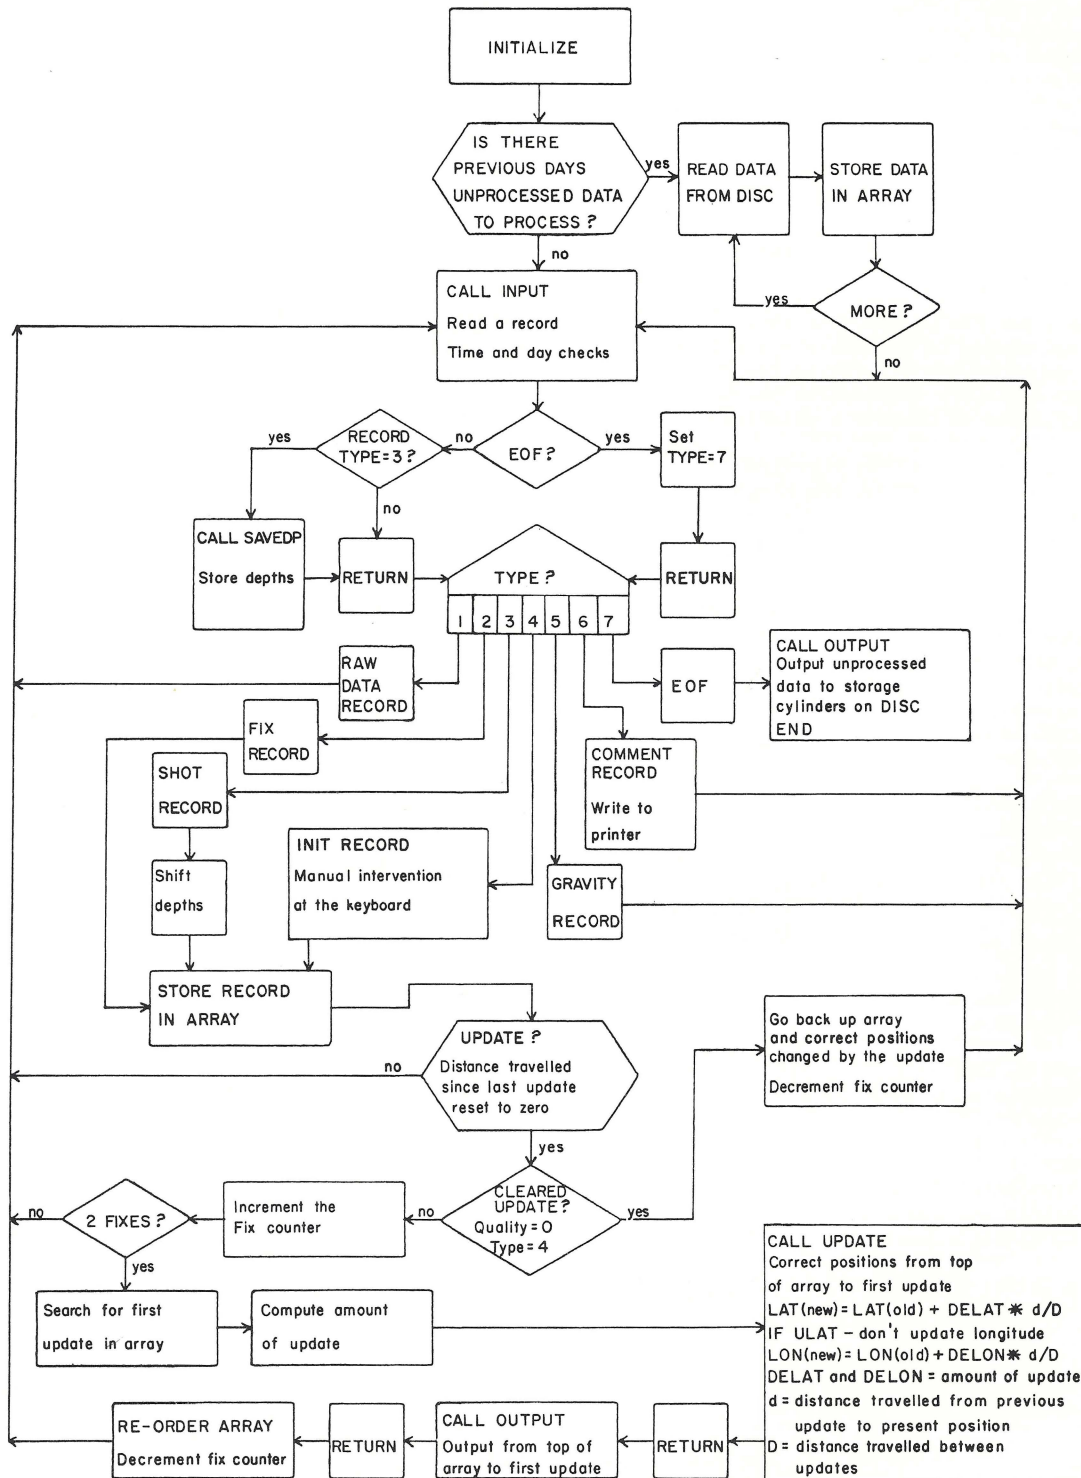 INITIALIZE
IS THERE
PREVIOUS DAYS
UNPROCESSED DATA
TO PROCESS ?
yes
READ DATA
FROM DISC
STORE DATA
IN ARRAY
no
CALL INPUT
Read a record
Time and day checks
yes
MORE ?
no
yes
RECORD
TYPE=3 ?
no
EOF ?
yes
Set
TYPE=7
no
CALL SAVEDP
Store depths
RETURN
TYPE ?
RETURN
1 2 3 4 5 6 7
RAW
DATA
RECORD
EOF
CALL OUTPUT
Output unprocessed
data to storage
cylinders on DISC
END
FIX
RECORD
COMMENT
RECORD
Write to
printer
SHOT
RECORD
INIT RECORD
Manual intervention
at the keyboard
Shift
depths
GRAVITY
RECORD
STORE RECORD
IN ARRAY
UPDATE ?
Distance travelled
since last update
reset to zero
no
Go back up array
and correct positions
changed by the update
Decrement fix counter
yes
CLEARED
UPDATE ?
Quality = 0
Type = 4
yes
no
Increment the
Fix counter
2 FIXES ?
no
yes
Search for first
update in array
Compute amount
of update
CALL UPDATE
Correct positions from top
of array to first update
LAT(new)= LAT(old) + DELAT * d/D
IF ULAT – don't update longitude
LON(new)= LON(old)+ DELON* d/D
DELAT and DELON = amount of update
d = distance travelled from previous
update to present position
D= distance travelled between
updates
RETURN
CALL OUTPUT
Output from top of
array to first update
RETURN
RE-ORDER ARRAY
Decrement fix counter